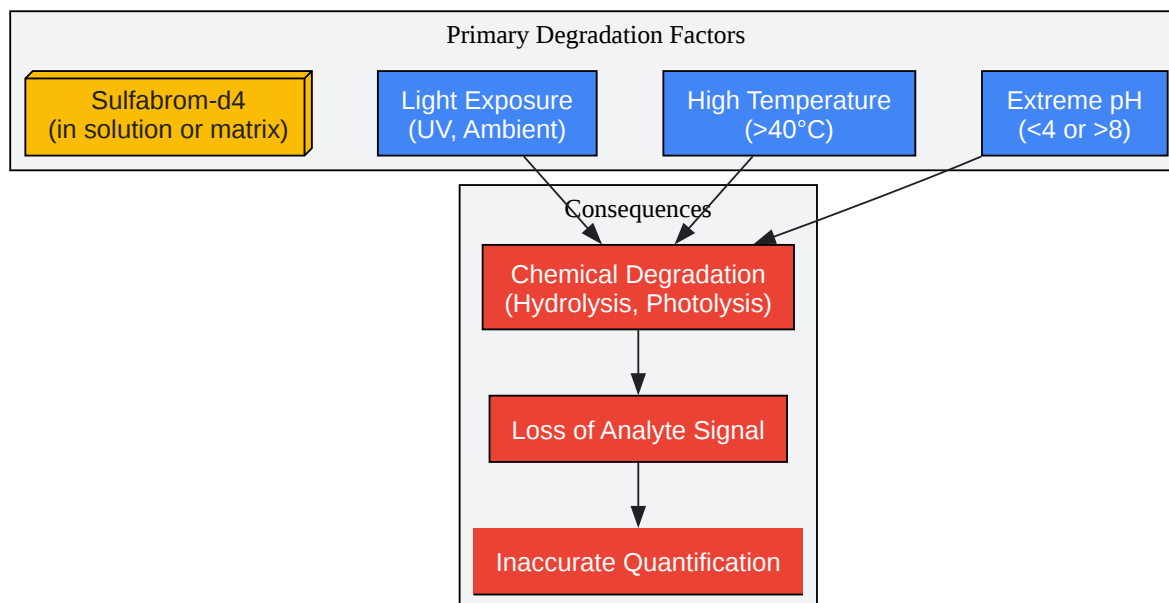 Primary Degradation Factors
Sulfabrom-d4
(in solution or matrix)
Light Exposure
(UV, Ambient)
High Temperature
(>40°C)
Extreme pH
(<4 or >8)
Consequences
Chemical Degradation
(Hydrolysis, Photolysis)
Loss of Analyte Signal
Inaccurate Quantification